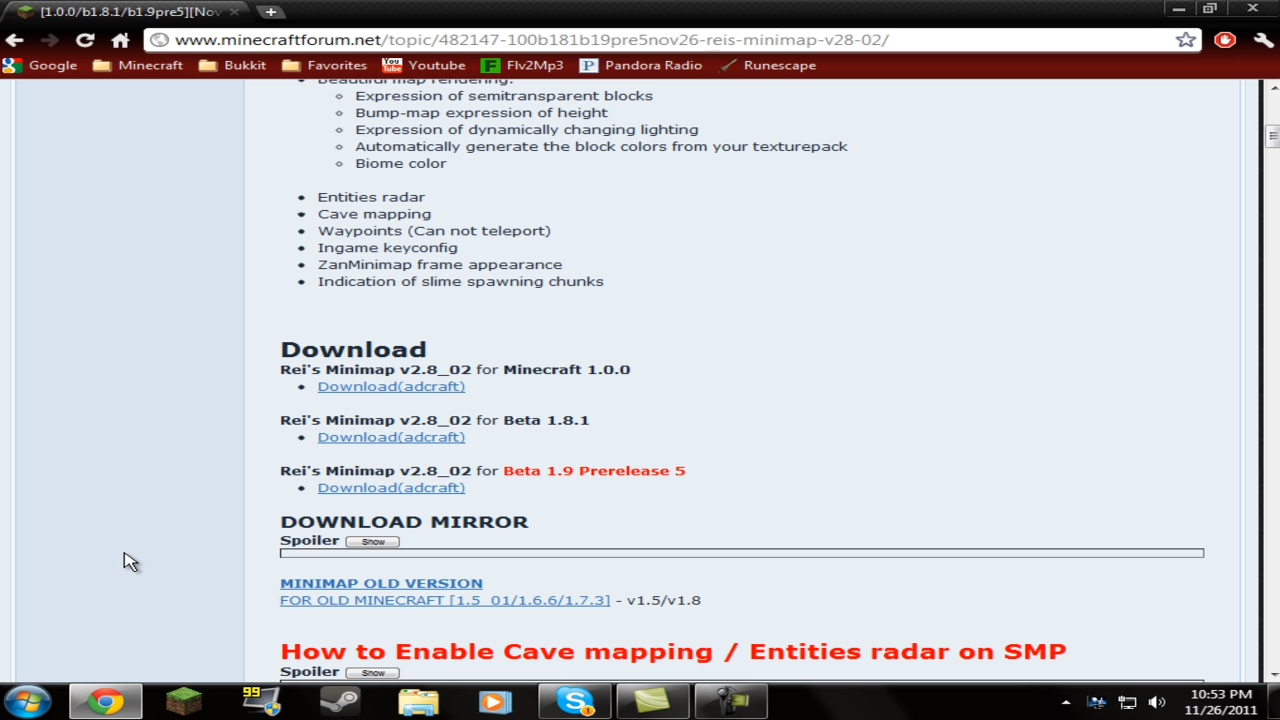 [1.0.0/b1.8.1/b1.9pre5][Nov
www.minecraftforum.net/topic/482147-100b181b19pre5nov26-reis-minimap-v28-02/
Google Minecraft Bukkit Favorites Youtube Flv2Mp3 Pandora Radio Runescape
Beautiful map rendering.
Expression of semitransparent blocks
Bump-map expression of height
Expression of dynamically changing lighting
Automatically generate the block colors from your texturepack
Biome color
Entities radar
Cave mapping
Waypoints (Can not teleport)
Ingame keyconfig
ZanMinimap frame appearance
Indication of slime spawning chunks
Download
Rei's Minimap v2.8_02 for Minecraft 1.0.0
Download(adcraft)
Rei's Minimap v2.8_02 for Beta 1.8.1
Download(adcraft)
Rei's Minimap v2.8_02 for Beta 1.9 Prerelease 5
Download(adcraft)
DOWNLOAD MIRROR
Spoiler Show
MINIMAP OLD VERSION
FOR OLD MINECRAFT [1.5_01/1.6.6/1.7.3] - v1.5/v1.8
How to Enable Cave mapping / Entities radar on SMP
Spoiler Show
99
1
10:53 PM
11/26/2011